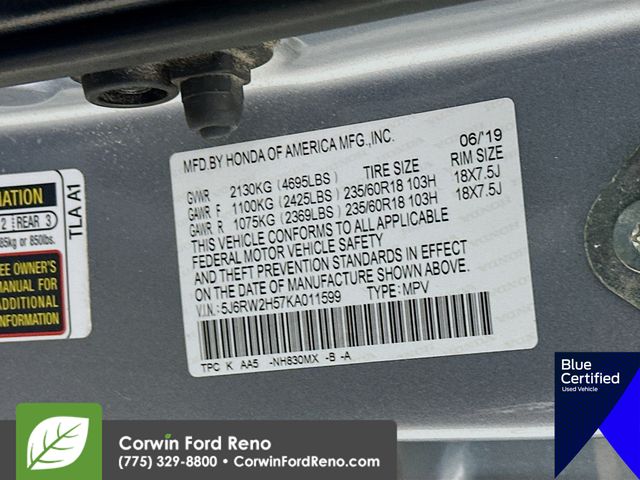 MFD.BY HONDA OF AMERICA MFG.,INC. 06/'19
TIRE SIZE RIM SIZE
GVWR 2130KG (4695LBS)
GAWR F 1100KG (2425LBS) 235/60R18 103H 18X7.5J
GAWR R 1075KG (2369LBS) 235/60R18 103H 18X7.5J
THIS VEHICLE CONFORMS TO ALL APPLICABLE
FEDERAL MOTOR VEHICLE SAFETY
AND THEFT PREVENTION STANDARDS IN EFFECT
ON THE DATE OF MANUFACTURE SHOWN ABOVE.
V.I.N.: 5J6RW2H57KA011599 TYPE: MPV
TPC K AA5 -NH830MX -B -A
MATION
2 REAR 3
85kg or 850lbs.
TLA A1
EE OWNER'S
MANUAL FOR
ADDITIONAL
INFORMATION
Blue
Certified
Used Vehicle
Corwin Ford Reno
(775) 329-8800 • CorwinFordReno.com